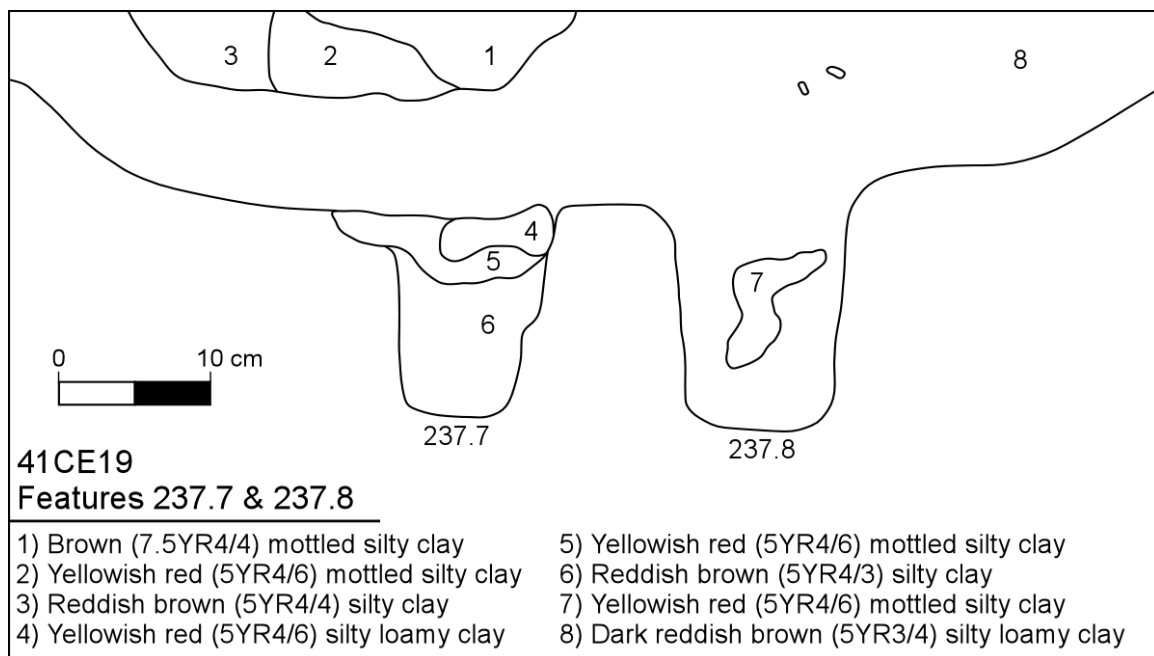 3
2
1
8
4
5
7
6
0 10 cm
237.7
237.8
41CE19
Features 237.7 & 237.8
1) Brown (7.5YR4/4) mottled silty clay
2) Yellowish red (5YR4/6) mottled silty clay
3) Reddish brown (5YR4/4) silty clay
4) Yellowish red (5YR4/6) silty loamy clay
5) Yellowish red (5YR4/6) mottled silty clay
6) Reddish brown (5YR4/3) silty clay
7) Yellowish red (5YR4/6) mottled silty clay
8) Dark reddish brown (5YR3/4) silty loamy clay